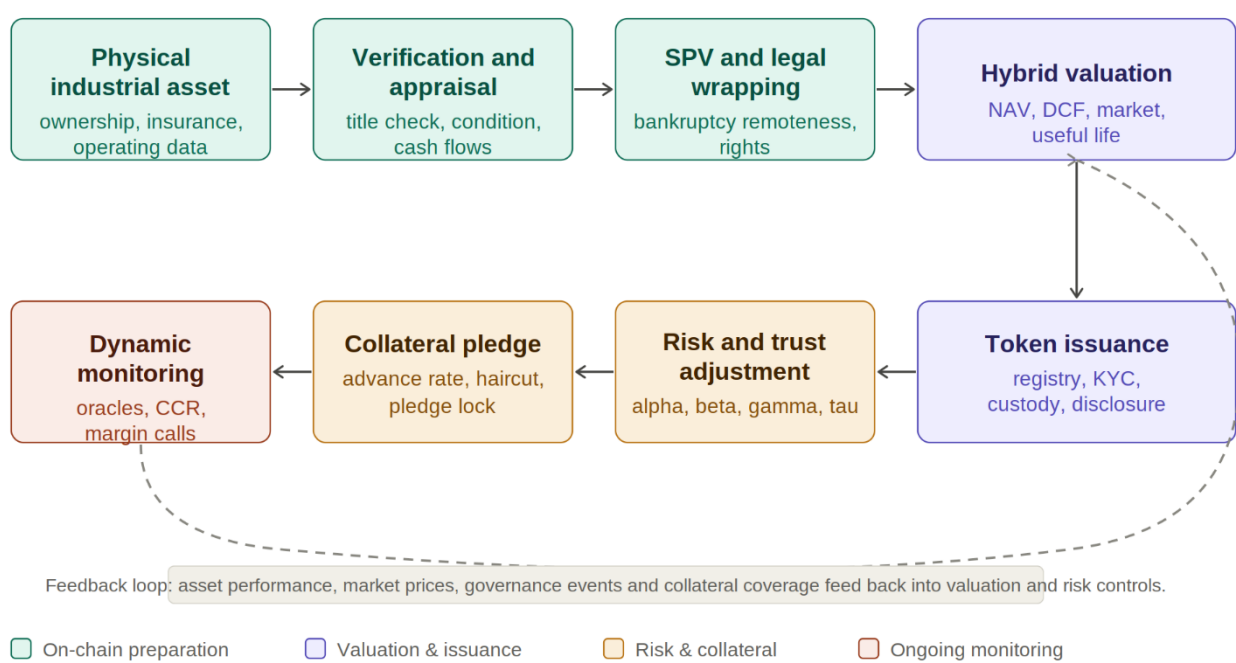 Physical
industrial asset
ownership, insurance,
operating data
Verification and
appraisal
title check, condition,
cash flows
SPV and legal
wrapping
bankruptcy remoteness,
rights
Hybrid valuation
NAV, DCF, market,
useful life
Dynamic
monitoring
oracles, CCR,
margin calls
Collateral pledge
advance rate, haircut,
pledge lock
Risk and trust
adjustment
alpha, beta, gamma, tau
Token issuance
registry, KYC,
custody, disclosure
Feedback loop: asset performance, market prices, governance events and collateral coverage feed back into valuation and risk controls.
On-chain preparation
Valuation & issuance
Risk & collateral
Ongoing monitoring